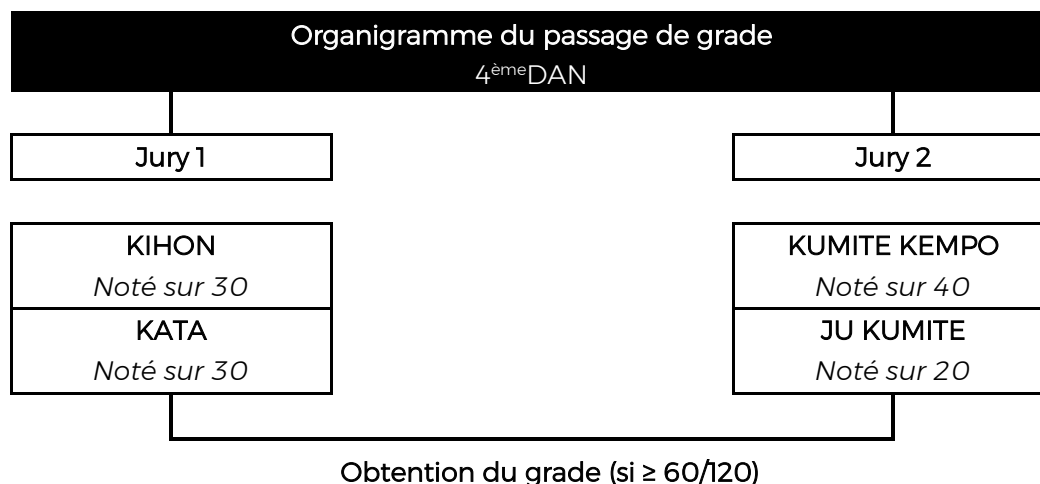 Organigramme du passage de grade
4èmeDAN
Jury 1
Jury 2
KIHON
Noté sur 30
KATA
Noté sur 30
KUMITE KEMPO
Noté sur 40
JU KUMITE
Noté sur 20
Obtention du grade (si ≥ 60/120)